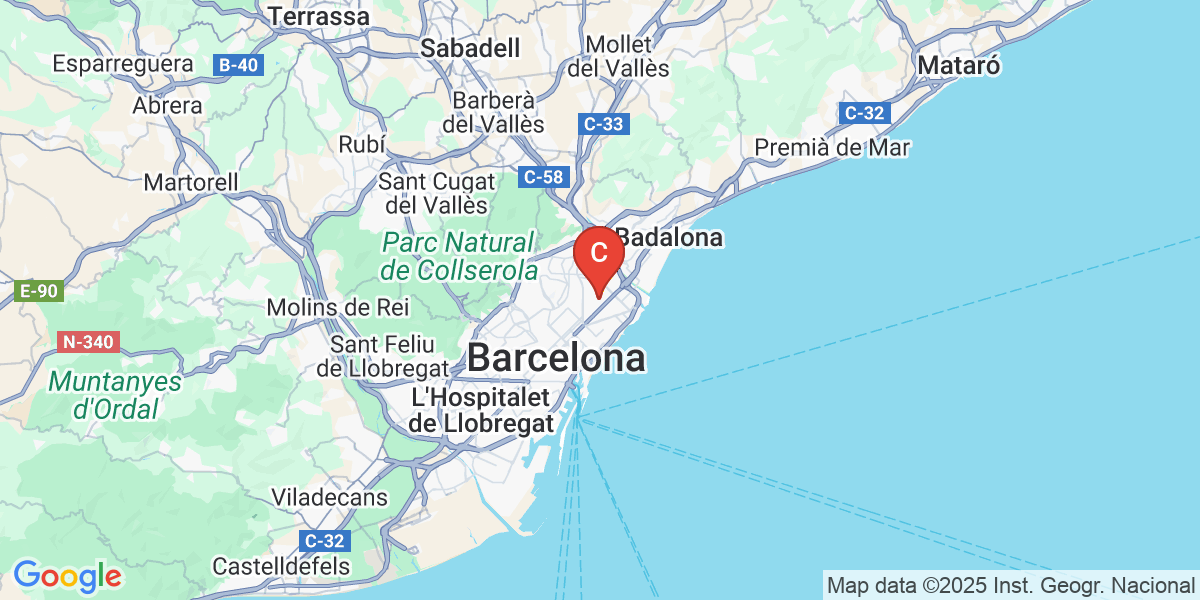 Terrassa
Sabadell
Mollet
del Vallès
Mataró
Esparreguera
B-40
Abrera
Barberà
del Vallès
C-33
C-32
Rubí
Premià de Mar
Martorell
Sant Cugat
del Vallès
C-58
Parc Natural
de Collserola
C
Badalona
E-90
Molins de Rei
N-340
Sant Feliu
de Llobregat
Barcelona
Muntanyes
d'Ordal
L'Hospitalet
de Llobregat
Viladecans
C-32
Castelldefels
Google
Map data ©2025 Inst. Geogr. Nacional